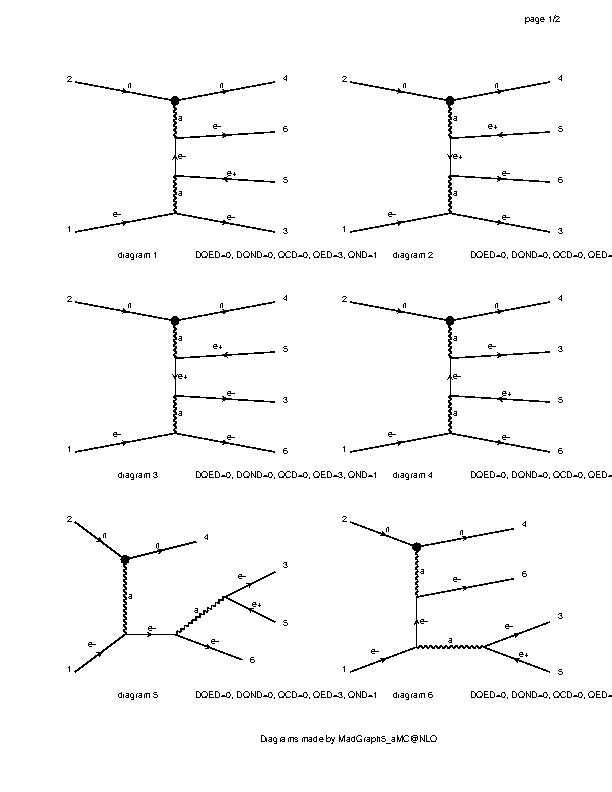 page 1/2
2 n n 4
a
e- 6
e-
e+ 5
a
1 e- e- 3
diagram 1 DQED=0, DQND=0, QCD=0, QED=3, QND=1
2 n n 4
a
e+ 5
e+
e- 6
a
1 e- e- 3
diagram 2 DQED=0, DQND=0, QCD=0, QED=
2 n n 4
a
e+ 5
e+
e- 3
a
1 e- e- 6
diagram 3 DQED=0, DQND=0, QCD=0, QED=3, QND=1
2 n n 4
a
e- 3
e-
e+ 5
a
1 e- e- 6
diagram 4 DQED=0, DQND=0, QCD=0, QED=
2 n n 4
e- 3
a a e+
5
e- e- e- 6
1
diagram 5 DQED=0, DQND=0, QCD=0, QED=3, QND=1
2 n n 4
a
e- 6
e- 3
e- a e-
1 e+ 5
diagram 6 DQED=0, DQND=0, QCD=0, QED=
Diagrams made by MadGraph5_aMC@NLO